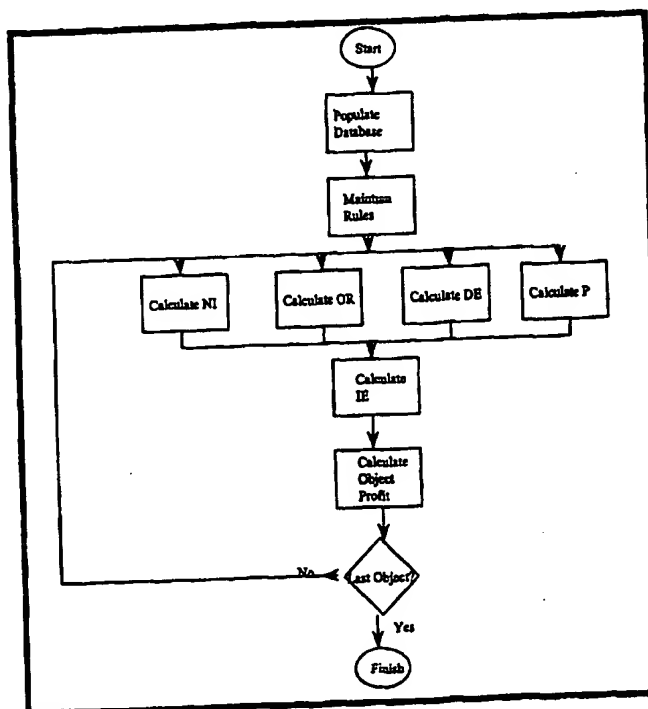 Start
Populate
Database
Maintian
Rules
Calculate NI
Calculate OR
Calculate DE
Calculate P
Calculate
IE
Calculate
Object
Profit
No
Last Object?
Yes
Finish